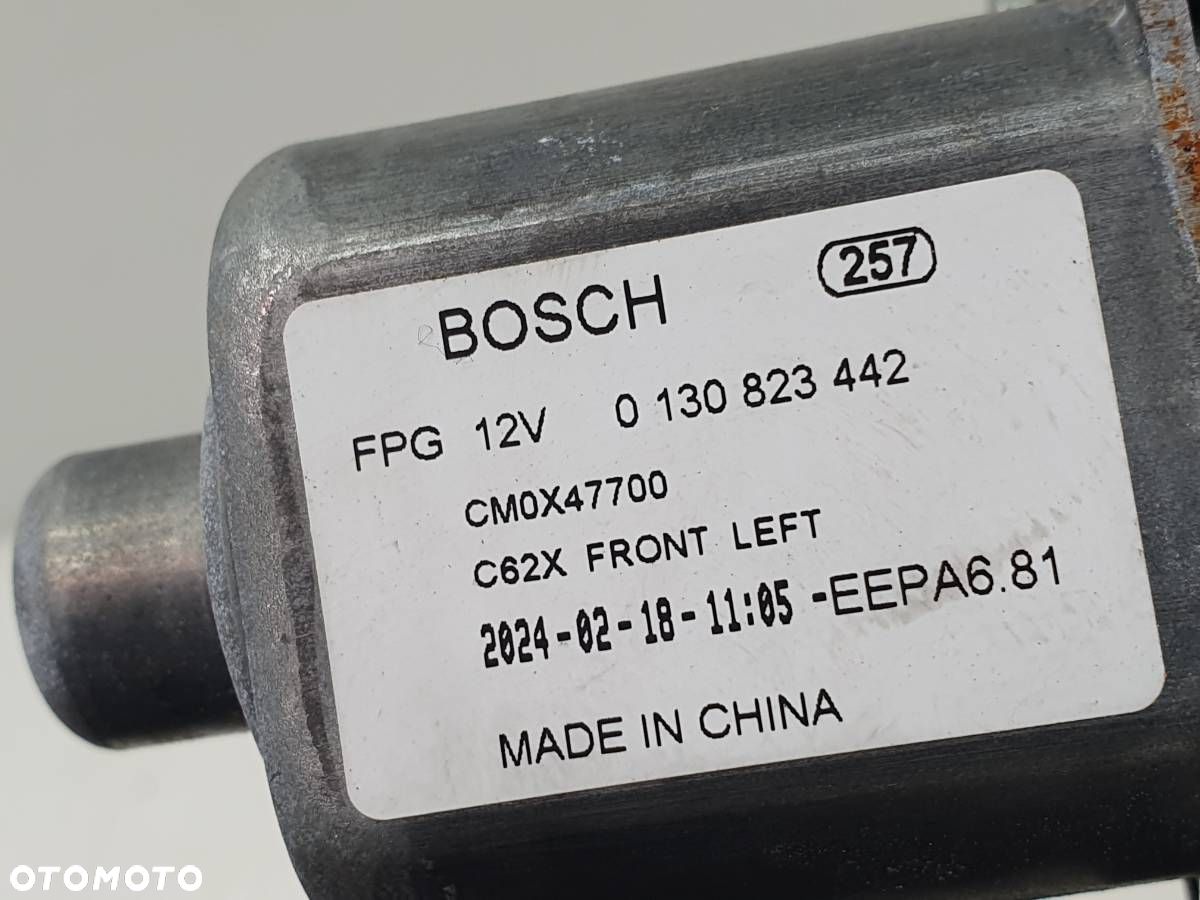 BOSCH 257
FPG 12V 0 130 823 442
CM0X47700
C62X FRONT LEFT
2024-02-18-11:05 -EEPA6.81
MADE IN CHINA
OTOMOTO